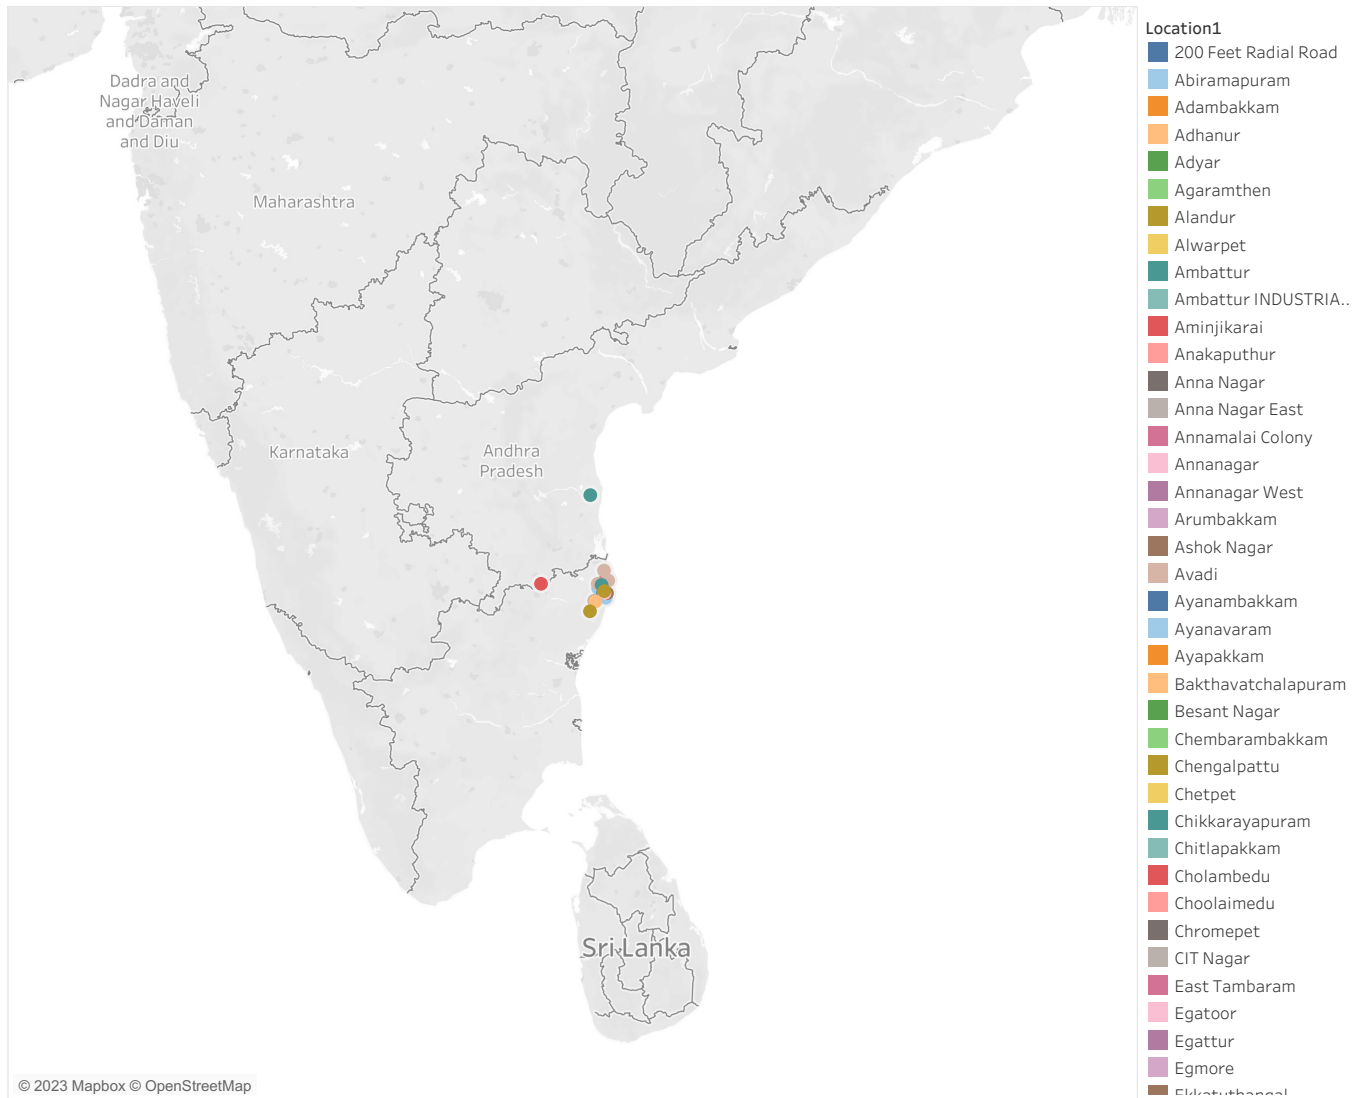 Dadra and
Nagar Haveli
and Daman
and Diu
Maharashtra
Karnataka
Andhra
Pradesh
Sri Lanka
© 2023 Mapbox © OpenStreetMap
Location1
200 Feet Radial Road
Abiramapuram
Adambakkam
Adhanur
Adyar
Agaramthen
Alandur
Alwarpet
Ambattur
Ambattur INDUSTRIA..
Aminjikarai
Anakaputhur
Anna Nagar
Anna Nagar East
Annamalai Colony
Annanagar
Annanagar West
Arumbakkam
Ashok Nagar
Avadi
Ayanambakkam
Ayanavaram
Ayapakkam
Bakthavatchalapuram
Besant Nagar
Chembarambakkam
Chengalpattu
Chetpet
Chikkarayapuram
Chitlapakkam
Cholambedu
Choolaimedu
Chromepet
CIT Nagar
East Tambaram
Egatoor
Egattur
Egmore
Ekkatuthangal